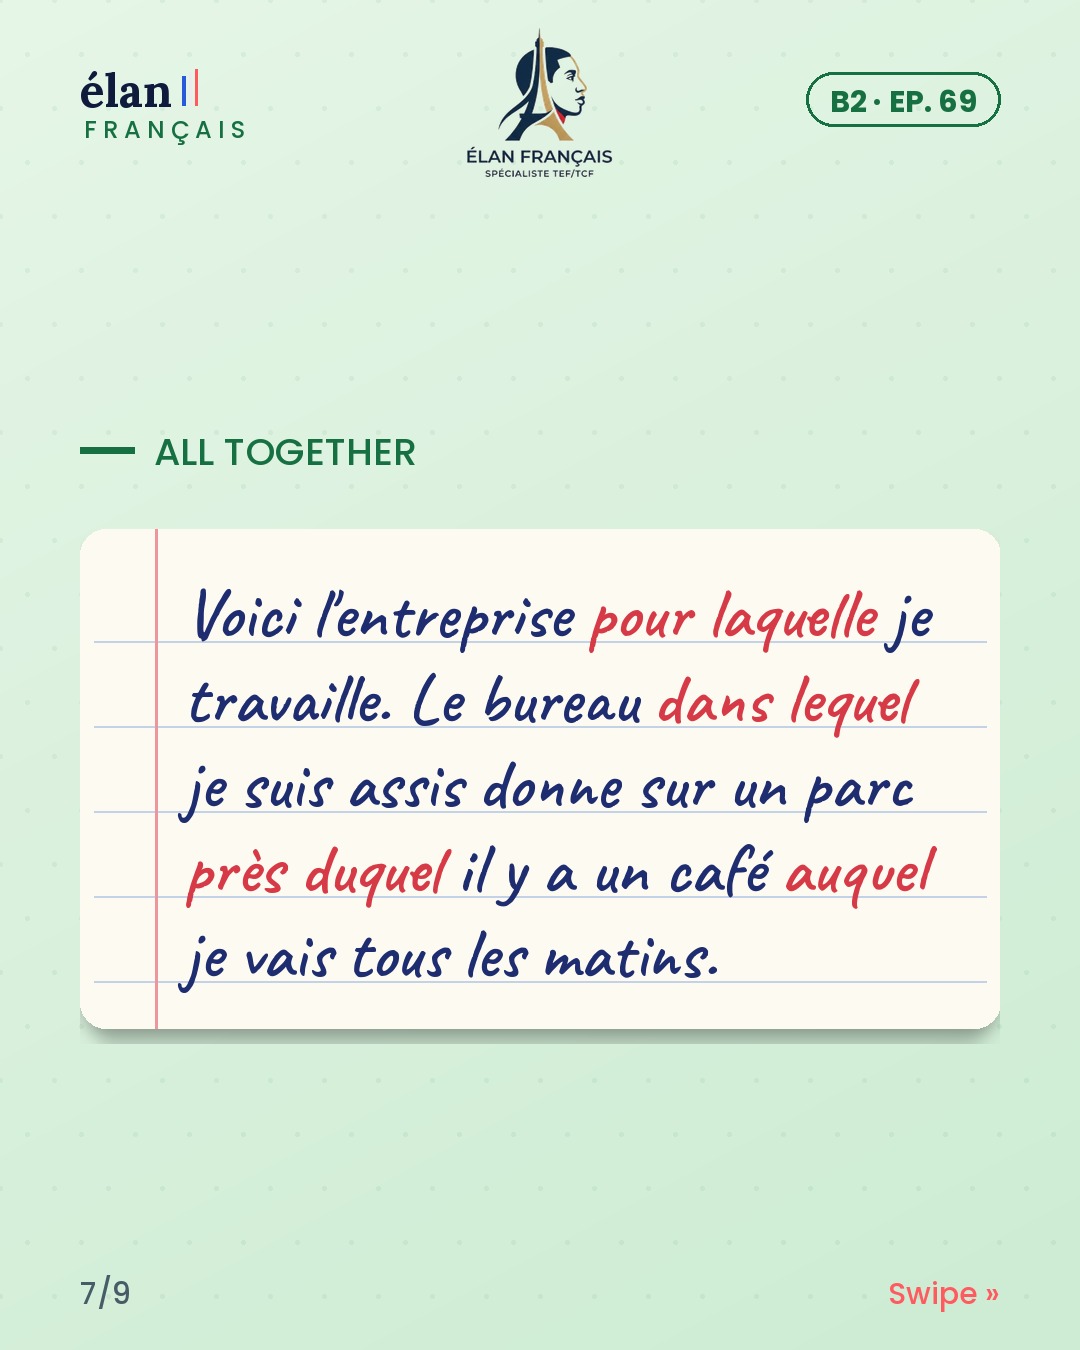 élan
FRANÇAIS
ÉLAN FRANÇAIS
SPÉCIALISTE TEF/TCF
B2 · EP. 69
ALL TOGETHER
Voici l'entreprise pour laquelle je
travaille. Le bureau dans lequel
je suis assis donne sur un parc
près duquel il y a un café auquel
je vais tous les matins.
7/9
Swipe »